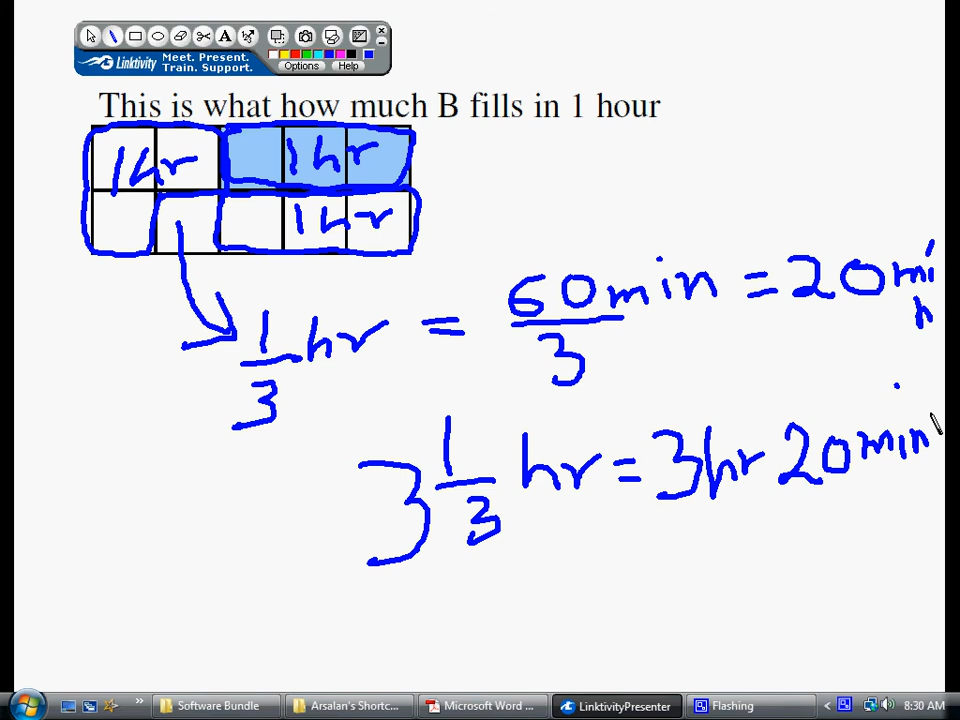 Linktivity
Meet. Present.
Train. Support.
Options
Help
This is what how much B fills in 1 hour
1hr 1hr
1hr
1/3 hr = 60min/3 = 20min
3 1/3 hr = 3hr 20min
Software Bundle
Arsalan's Shortc...
Microsoft Word ...
LinktivityPresenter
Flashing
8:30 AM